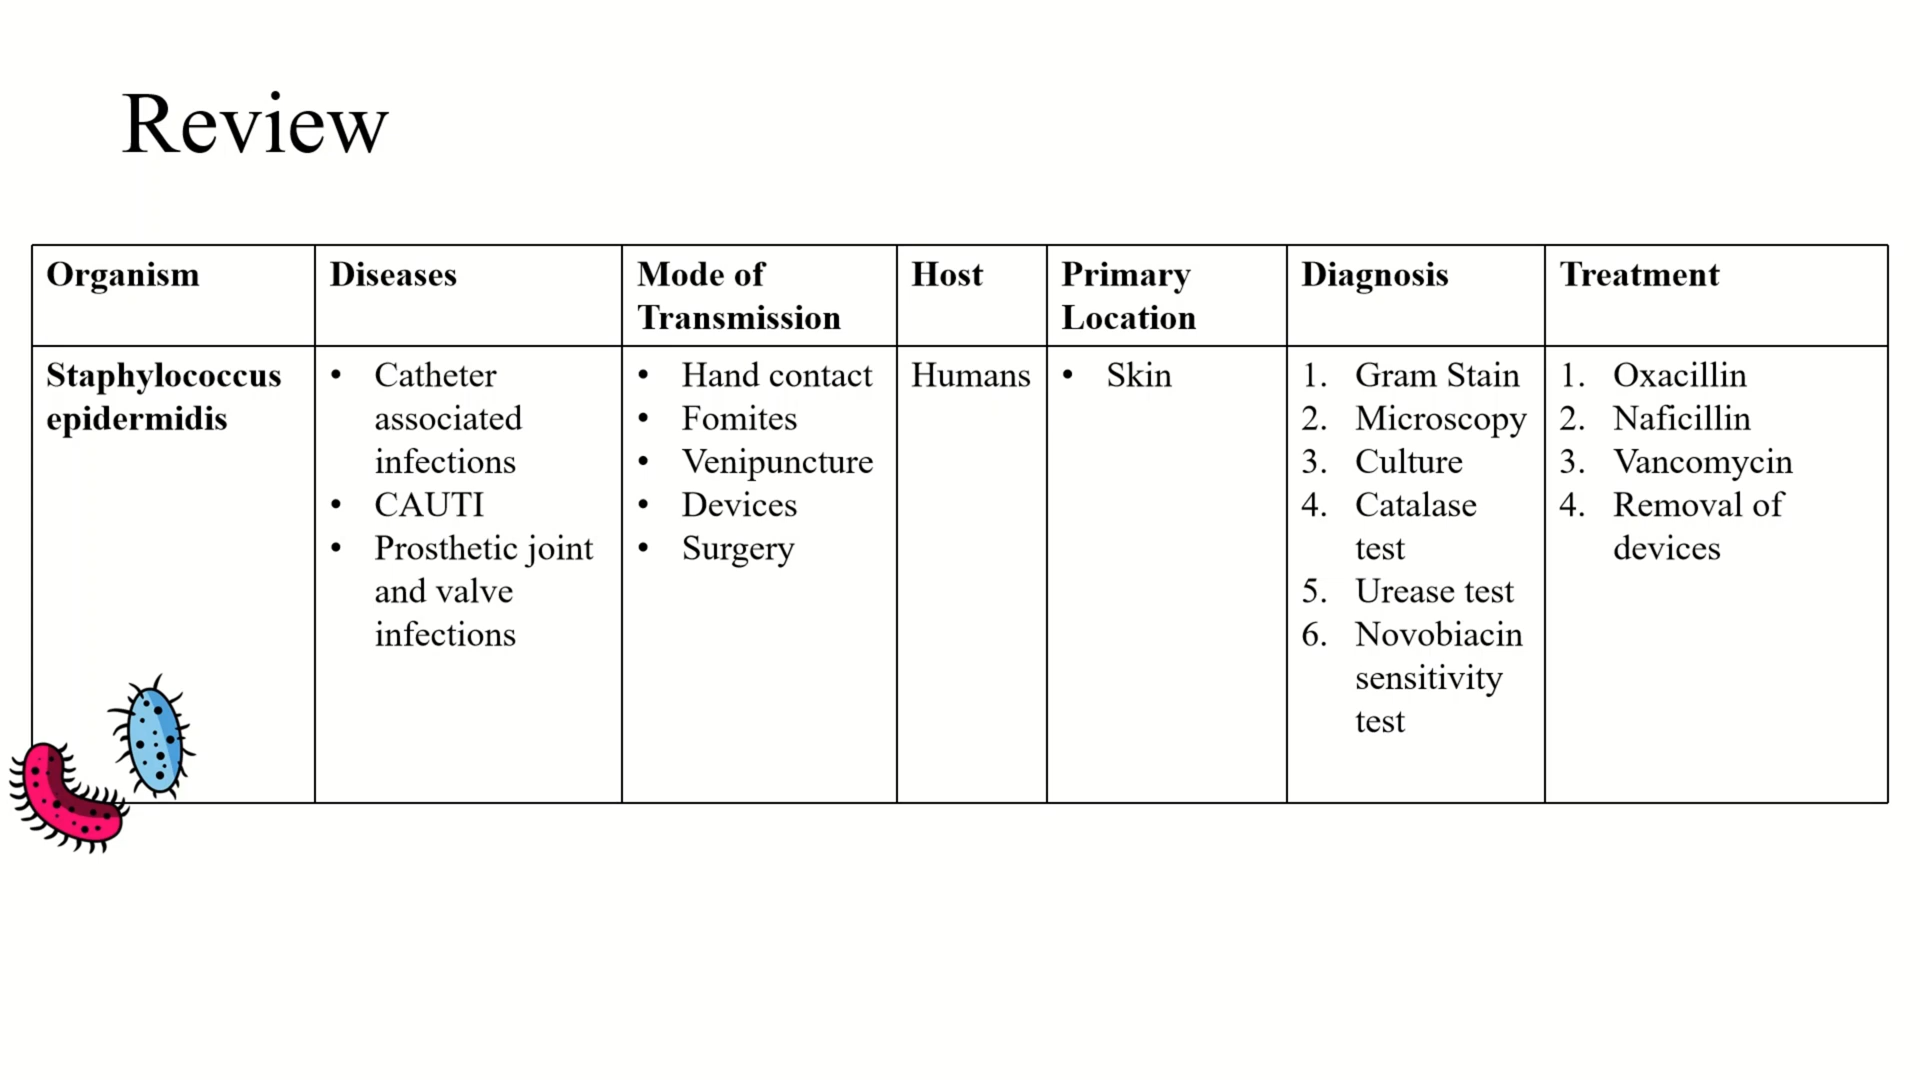 Review
Organism
Diseases
Mode of
Transmission
Host
Primary
Location
Diagnosis
Treatment
Staphylococcus
epidermidis
• Catheter
associated
infections
• CAUTI
• Prosthetic joint
and valve
infections
• Hand contact
• Fomites
• Venipuncture
• Devices
• Surgery
Humans
• Skin
1. Gram Stain
2. Microscopy
3. Culture
4. Catalase
test
5. Urease test
6. Novobiacin
sensitivity
test
1. Oxacillin
2. Naficillin
3. Vancomycin
4. Removal of
devices